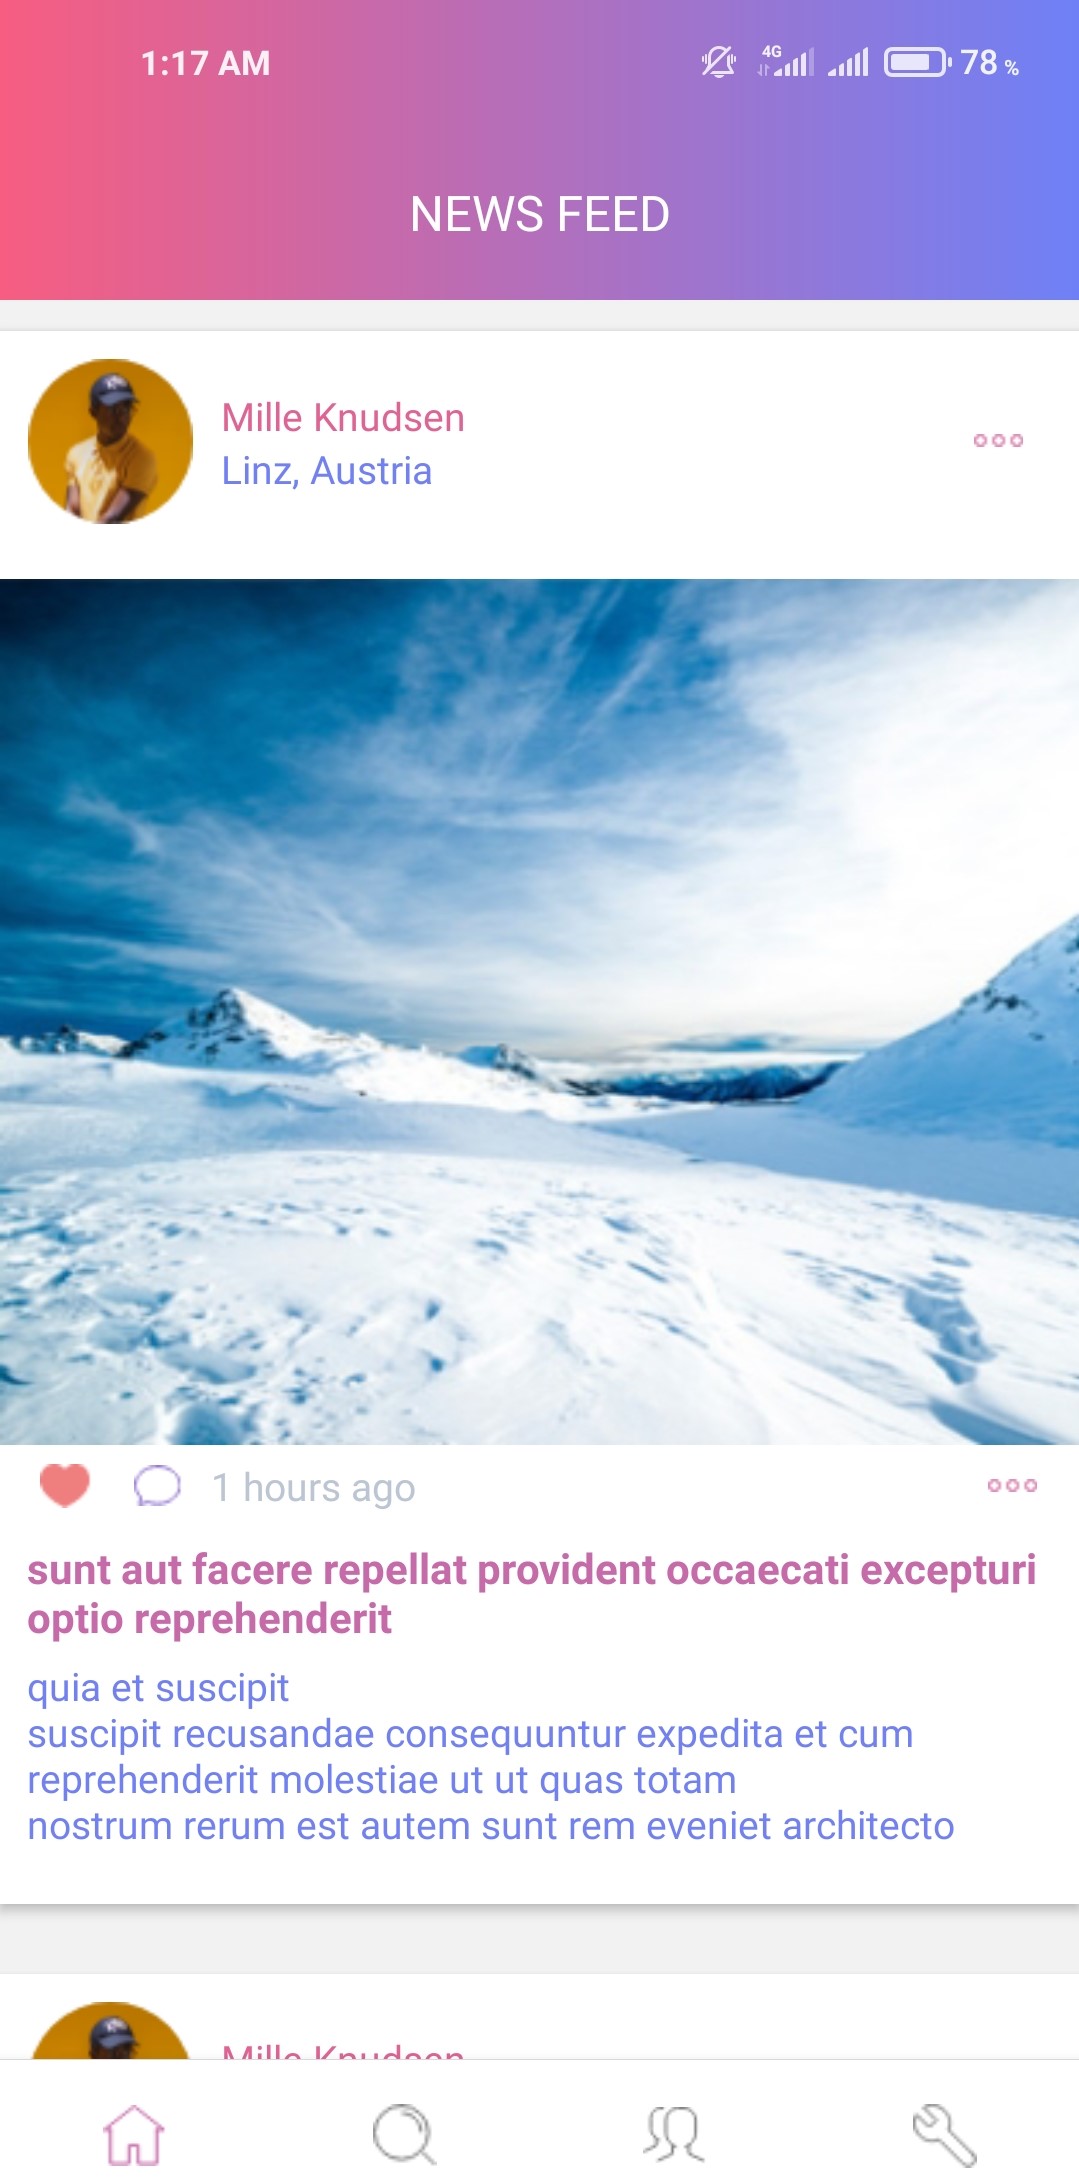 1:17 AM
4G
78 %
NEWS FEED
Mille Knudsen
Linz, Austria
1 hours ago
sunt aut facere repellat provident occaecati excepturi
optio reprehenderit
quia et suscipit
suscipit recusandae consequuntur expedita et cum
reprehenderit molestiae ut ut quas totam
nostrum rerum est autem sunt rem eveniet architecto
Mille Knudsen